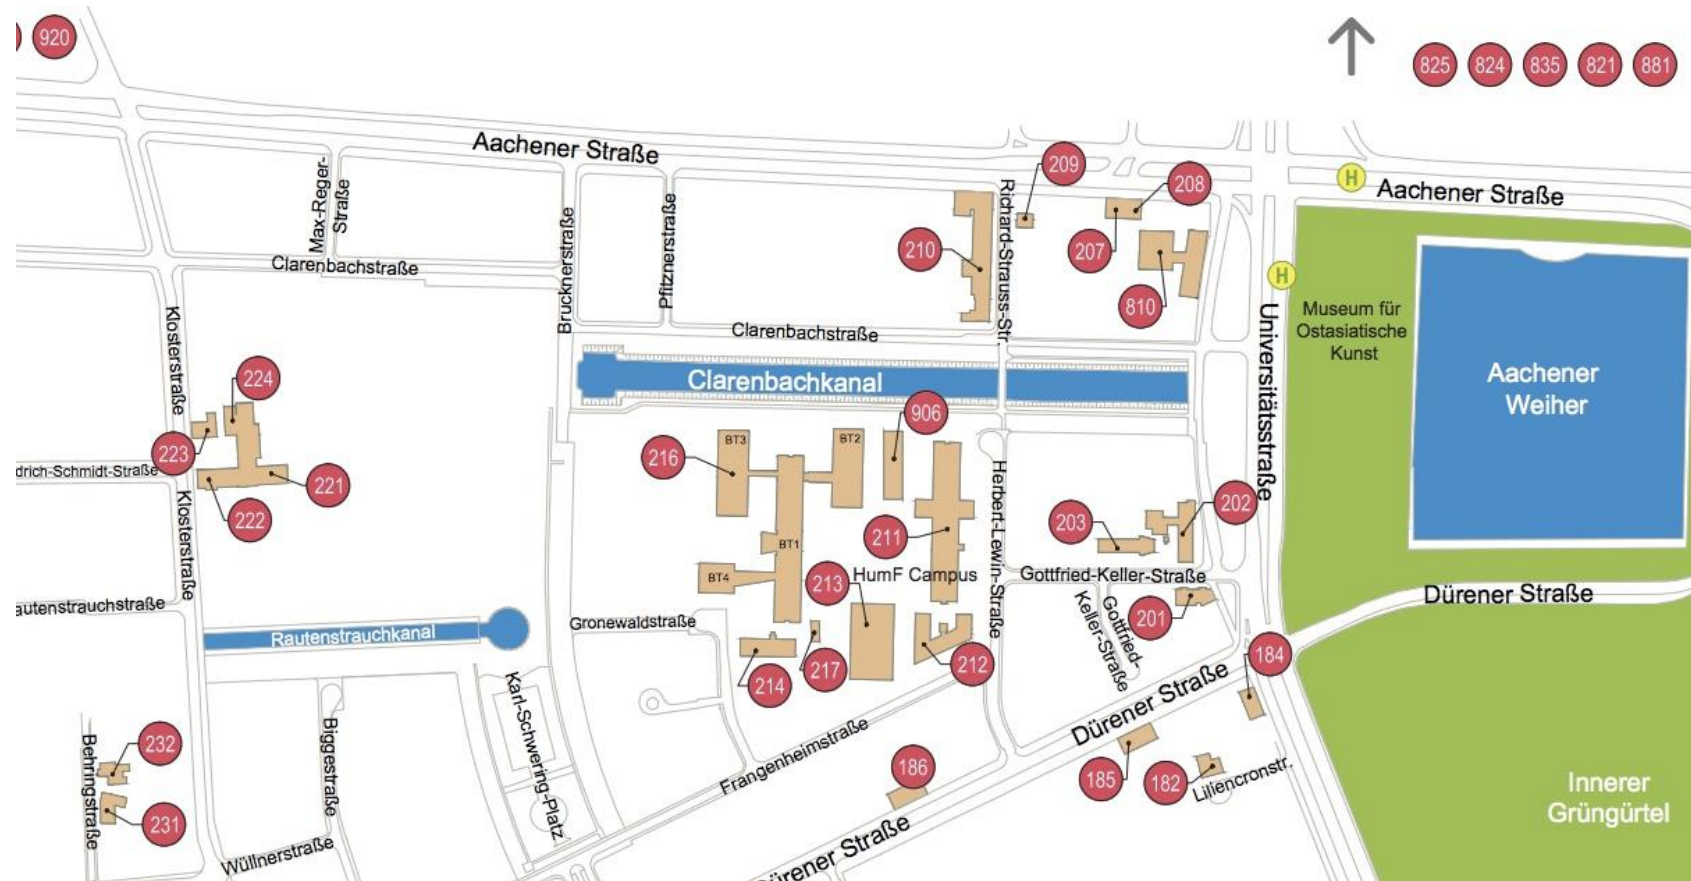 920
825 824 835 821 881
Aachener Straße
209
208
H
Aachener Straße
Max-Reger-
Straße
Richard-Strauss-Str.
210
207
Clarenbachstraße
Brucknerstraße
Pfitznerstraße
H
810
Museum für
Ostasiatische
Kunst
Klosterstraße
Clarenbachstraße
Universitätsstraße
224
Clarenbachkanal
Aachener
Weiher
906
223
BT3
BT2
216
drich-Schmidt-Straße
221
Herbert-Lewin-Straße
202
222
Klosterstraße
203
211
BT1
HumF Campus
BT4
213
Gottfried-Keller-Straße
Dürener Straße
autenstrauchstraße
201
Gottfried-
Keller-Straße
Gronewaldstraße
Rautenstrauchkanal
184
217
212
214
Karl-Schwering-Platz
Dürener Straße
232
Behringstraße
Biggestraße
Frangenheimstraße
186
185
182
Liliencronstr.
Innerer
Grüngürtel
231
Wüllnerstraße
ürener Straße